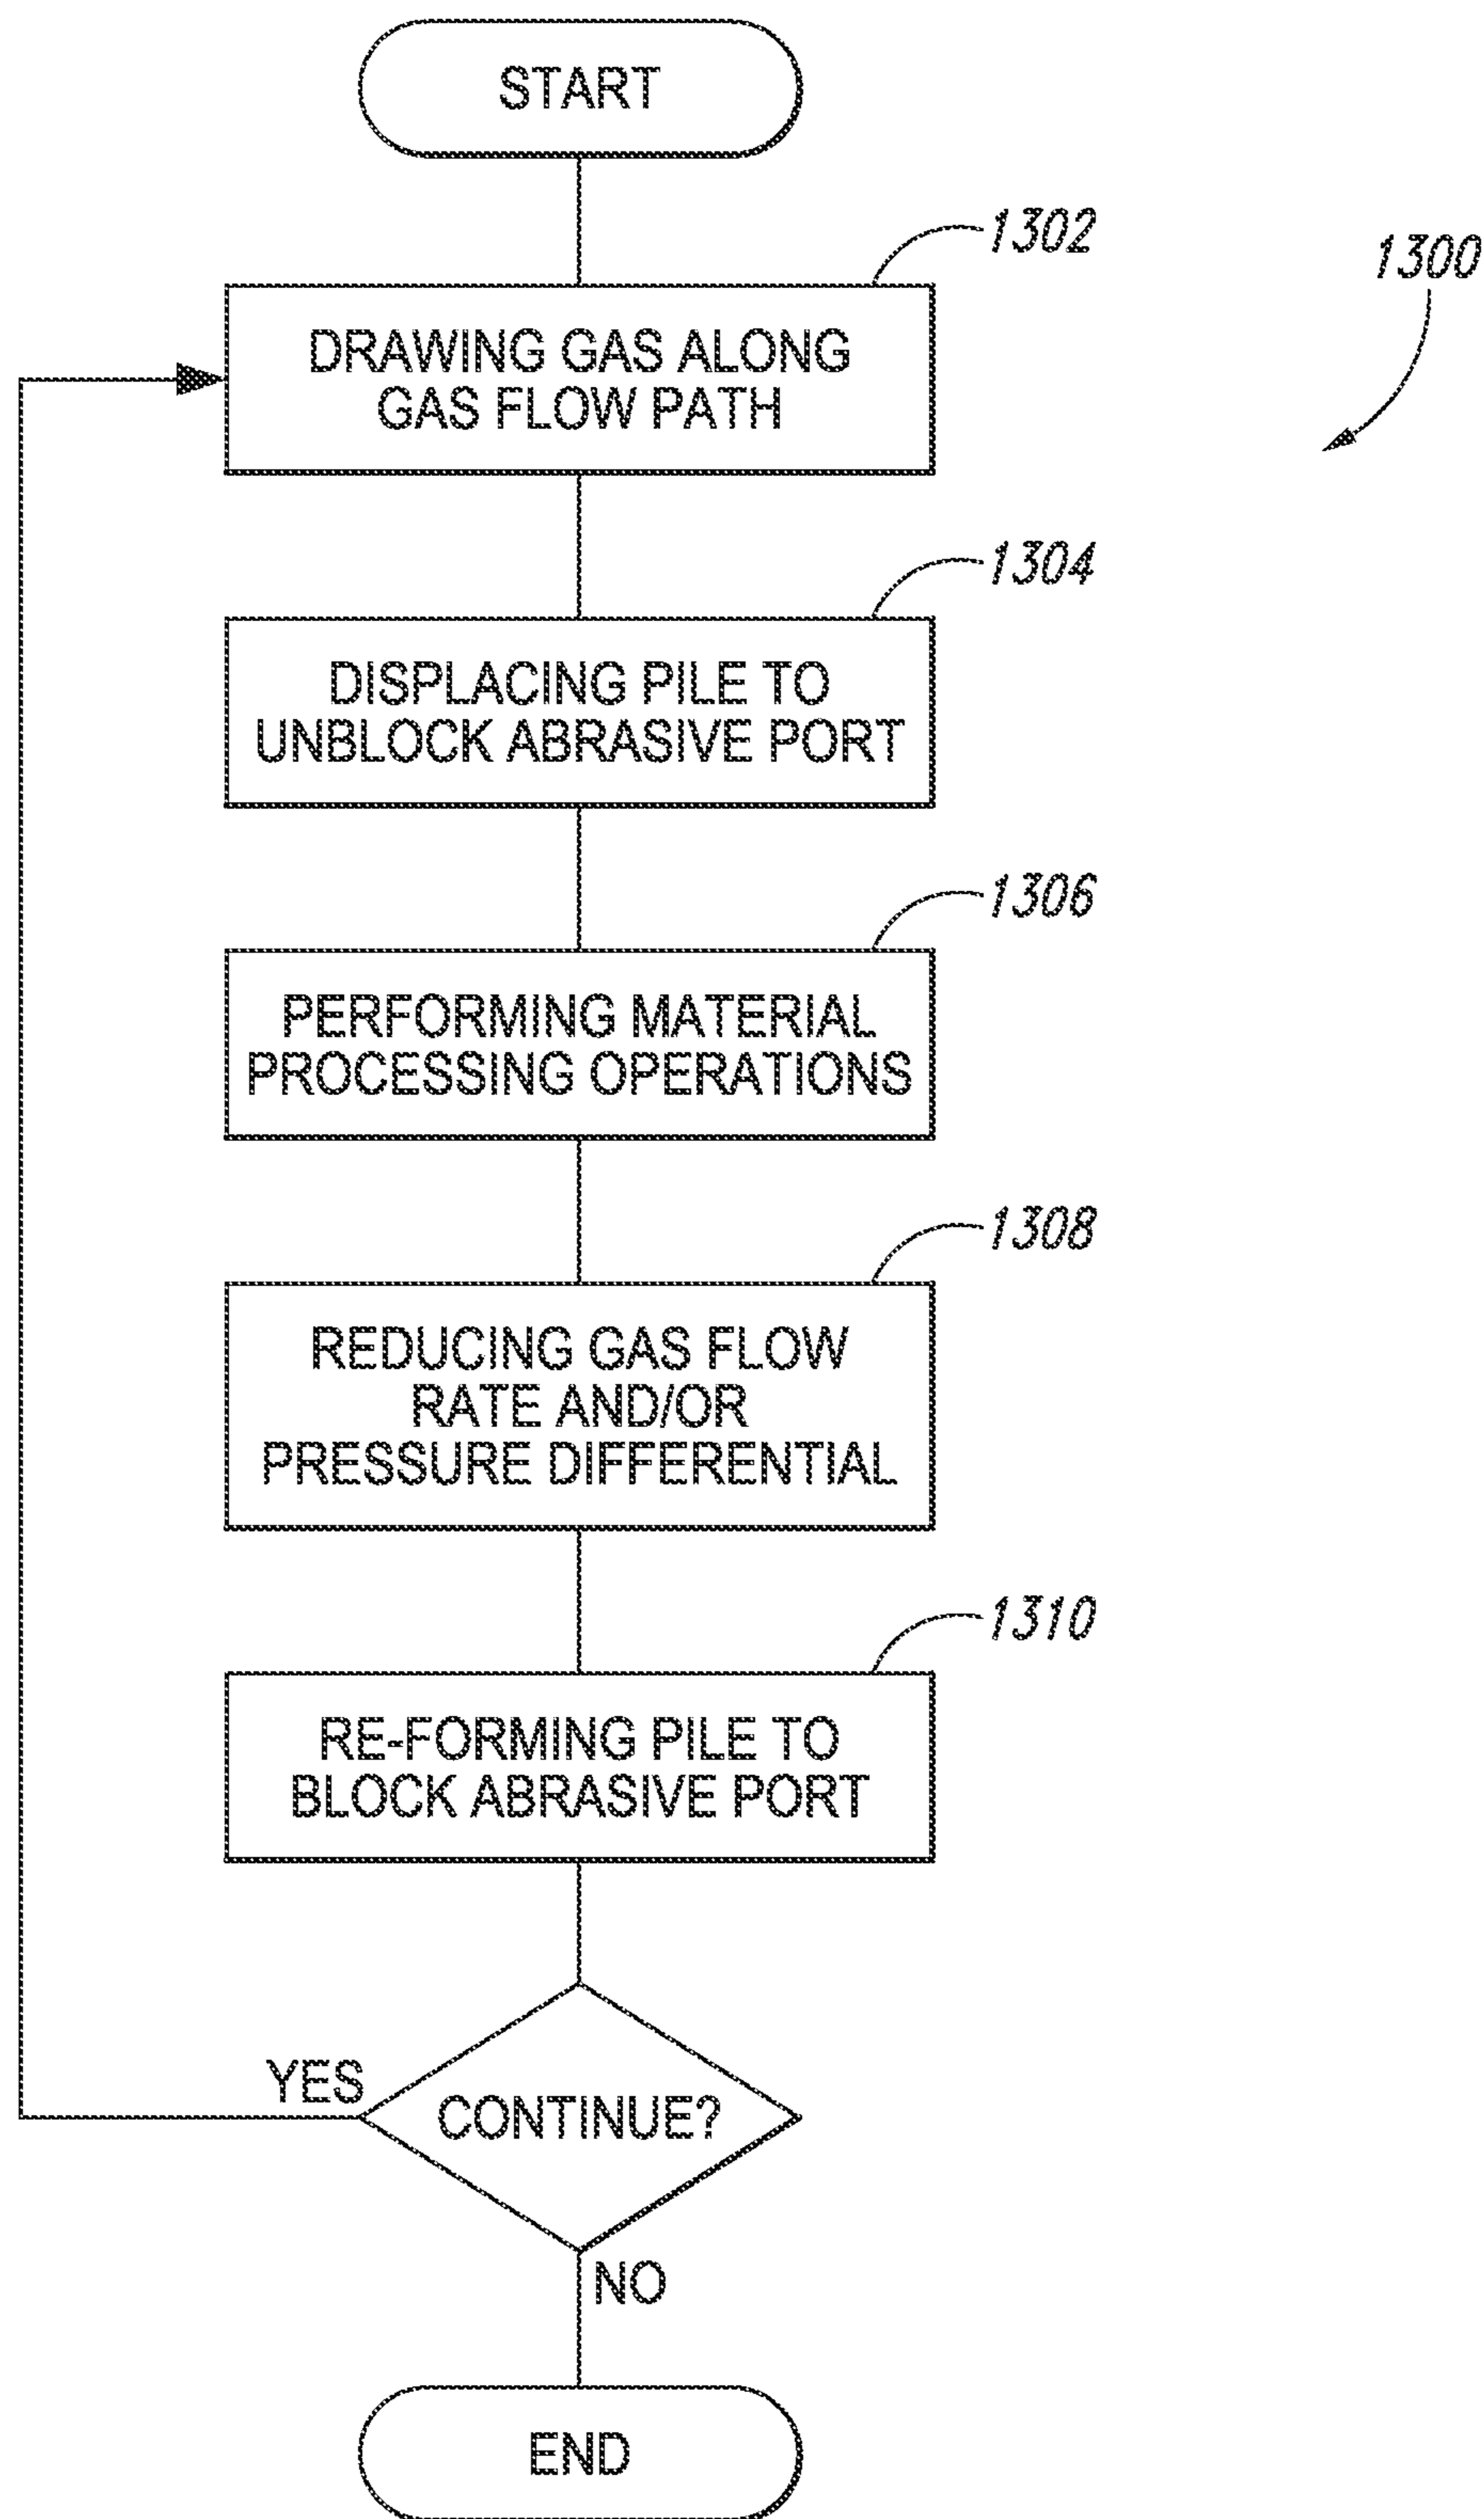 START
1302
1300
DRAWING GAS ALONG
GAS FLOW PATH
1304
DISPLACING PILE TO
UNBLOCK ABRASIVE PORT
1306
PERFORMING MATERIAL
PROCESSING OPERATIONS
1308
REDUCING GAS FLOW
RATE AND/OR
PRESSURE DIFFERENTIAL
1310
RE-FORMING PILE TO
BLOCK ABRASIVE PORT
YES
CONTINUE?
NO
END